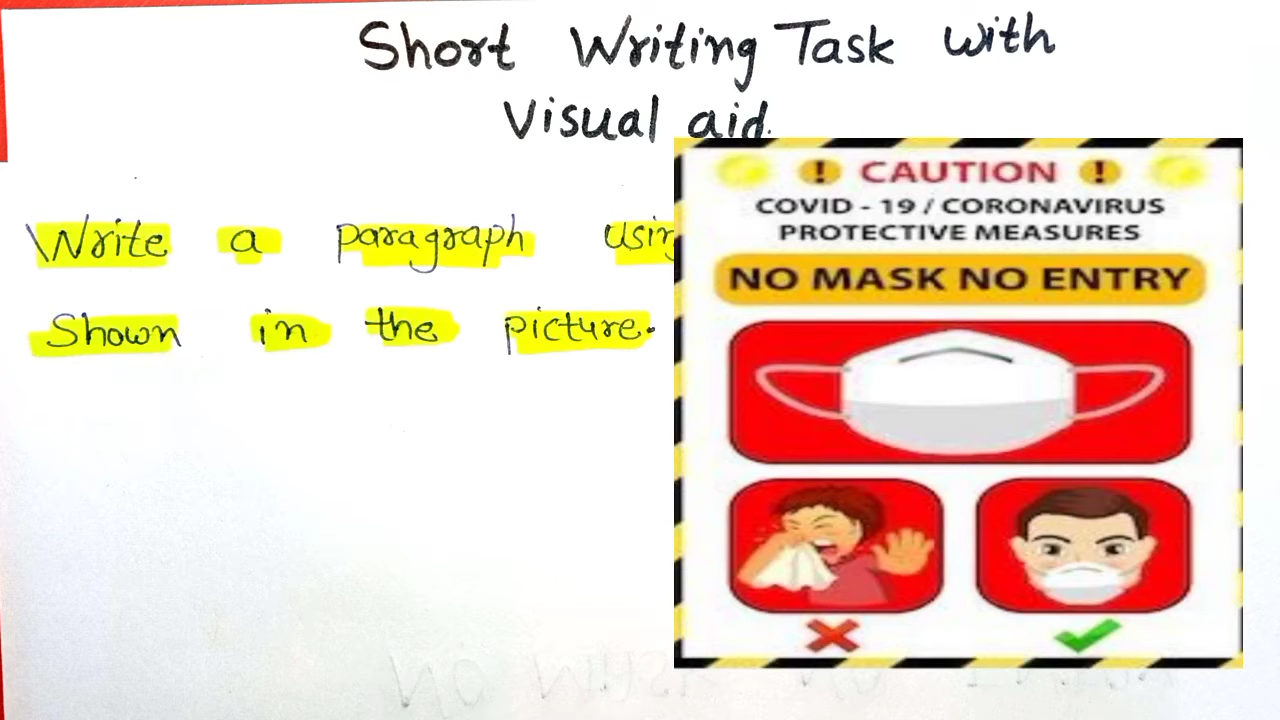 Short Writing Task with
Visual aid.
Write a paragraph
Shown in the picture.
! CAUTION !
COVID - 19 / CORONAVIRUS
PROTECTIVE MEASURES
NO MASK NO ENTRY